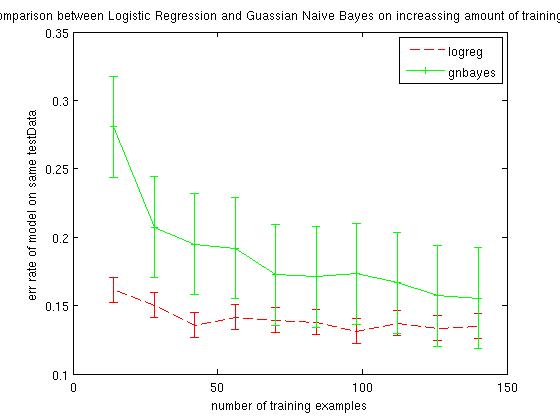 omparison between Logistic Regression and Guassian Naive Bayes on increassing amount of training
0.35
0.3
0.25
0.2
0.15
0.1
err rate of model on same testData
logreg
gnbayes
0
50
100
150
number of training examples